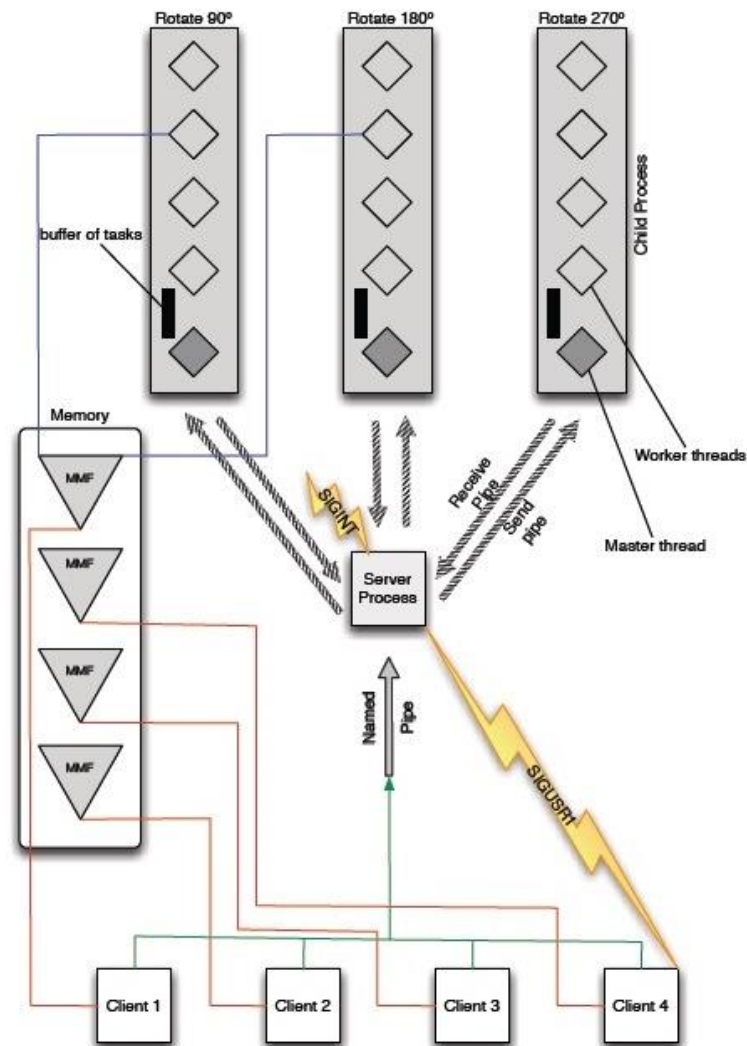 Rotate 90º
Rotate 180º
Rotate 270º
Child Process
buffer of tasks
Memory
MMF
MMF
MMF
MMF
Worker threads
Master thread
Receive
Pipe
Send
pipe
SIGINT
Server
Process
Named
Pipe
SIGUSR1
Client 1
Client 2
Client 3
Client 4